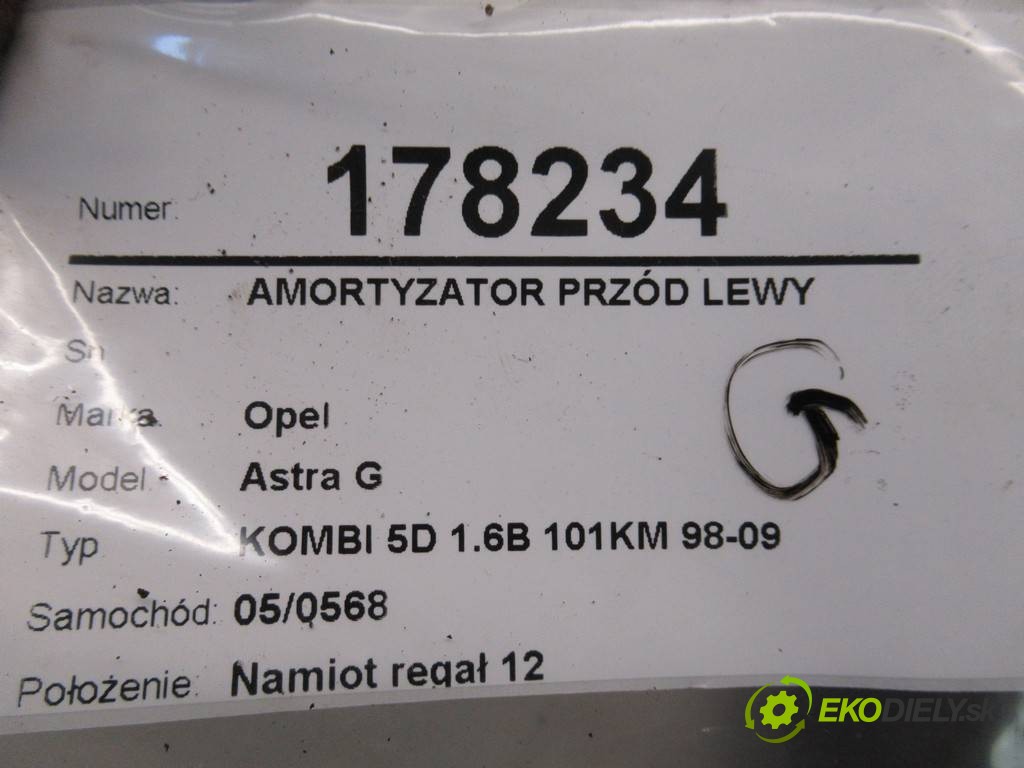 Numer: 178234
Nazwa: AMORTYZATOR PRZÓD LEWY
Sn
Marka Opel
Model Astra G
Typ KOMBI 5D 1.6B 101KM 98-09
G
Samochód: 05/0568
Położenie: Namiot regał 12
EKODIELY.sk